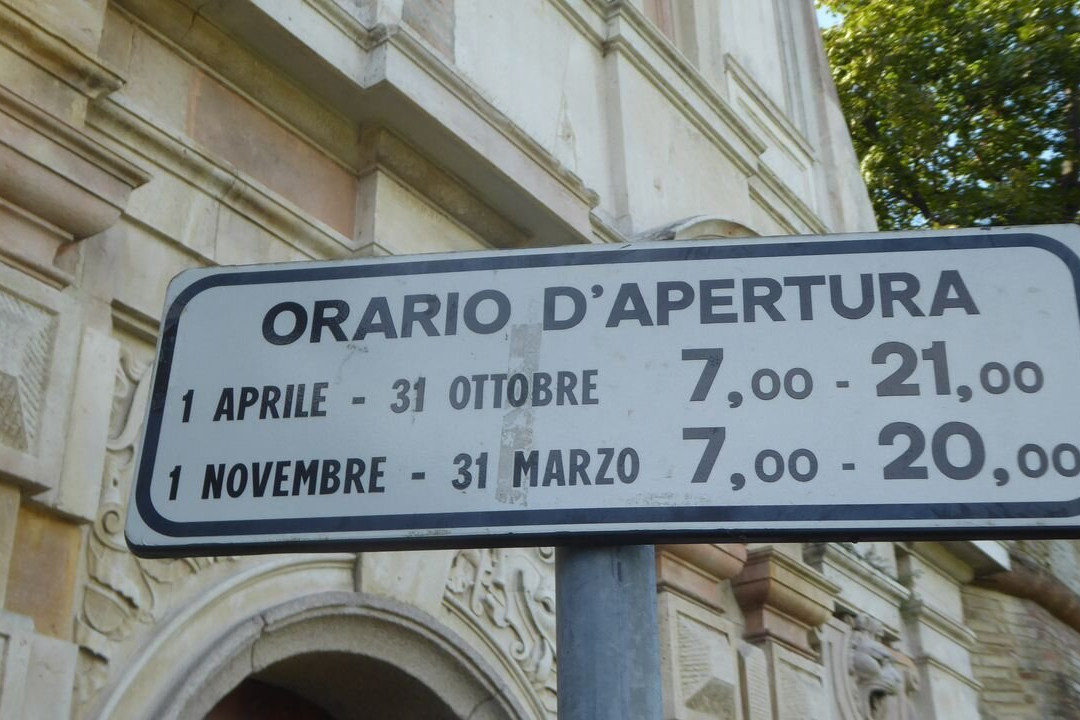 ORARIO D'APERTURA
1 APRILE - 31 OTTOBRE 7,00 - 21,00
1 NOVEMBRE - 31 MARZO 7,00 - 20,00